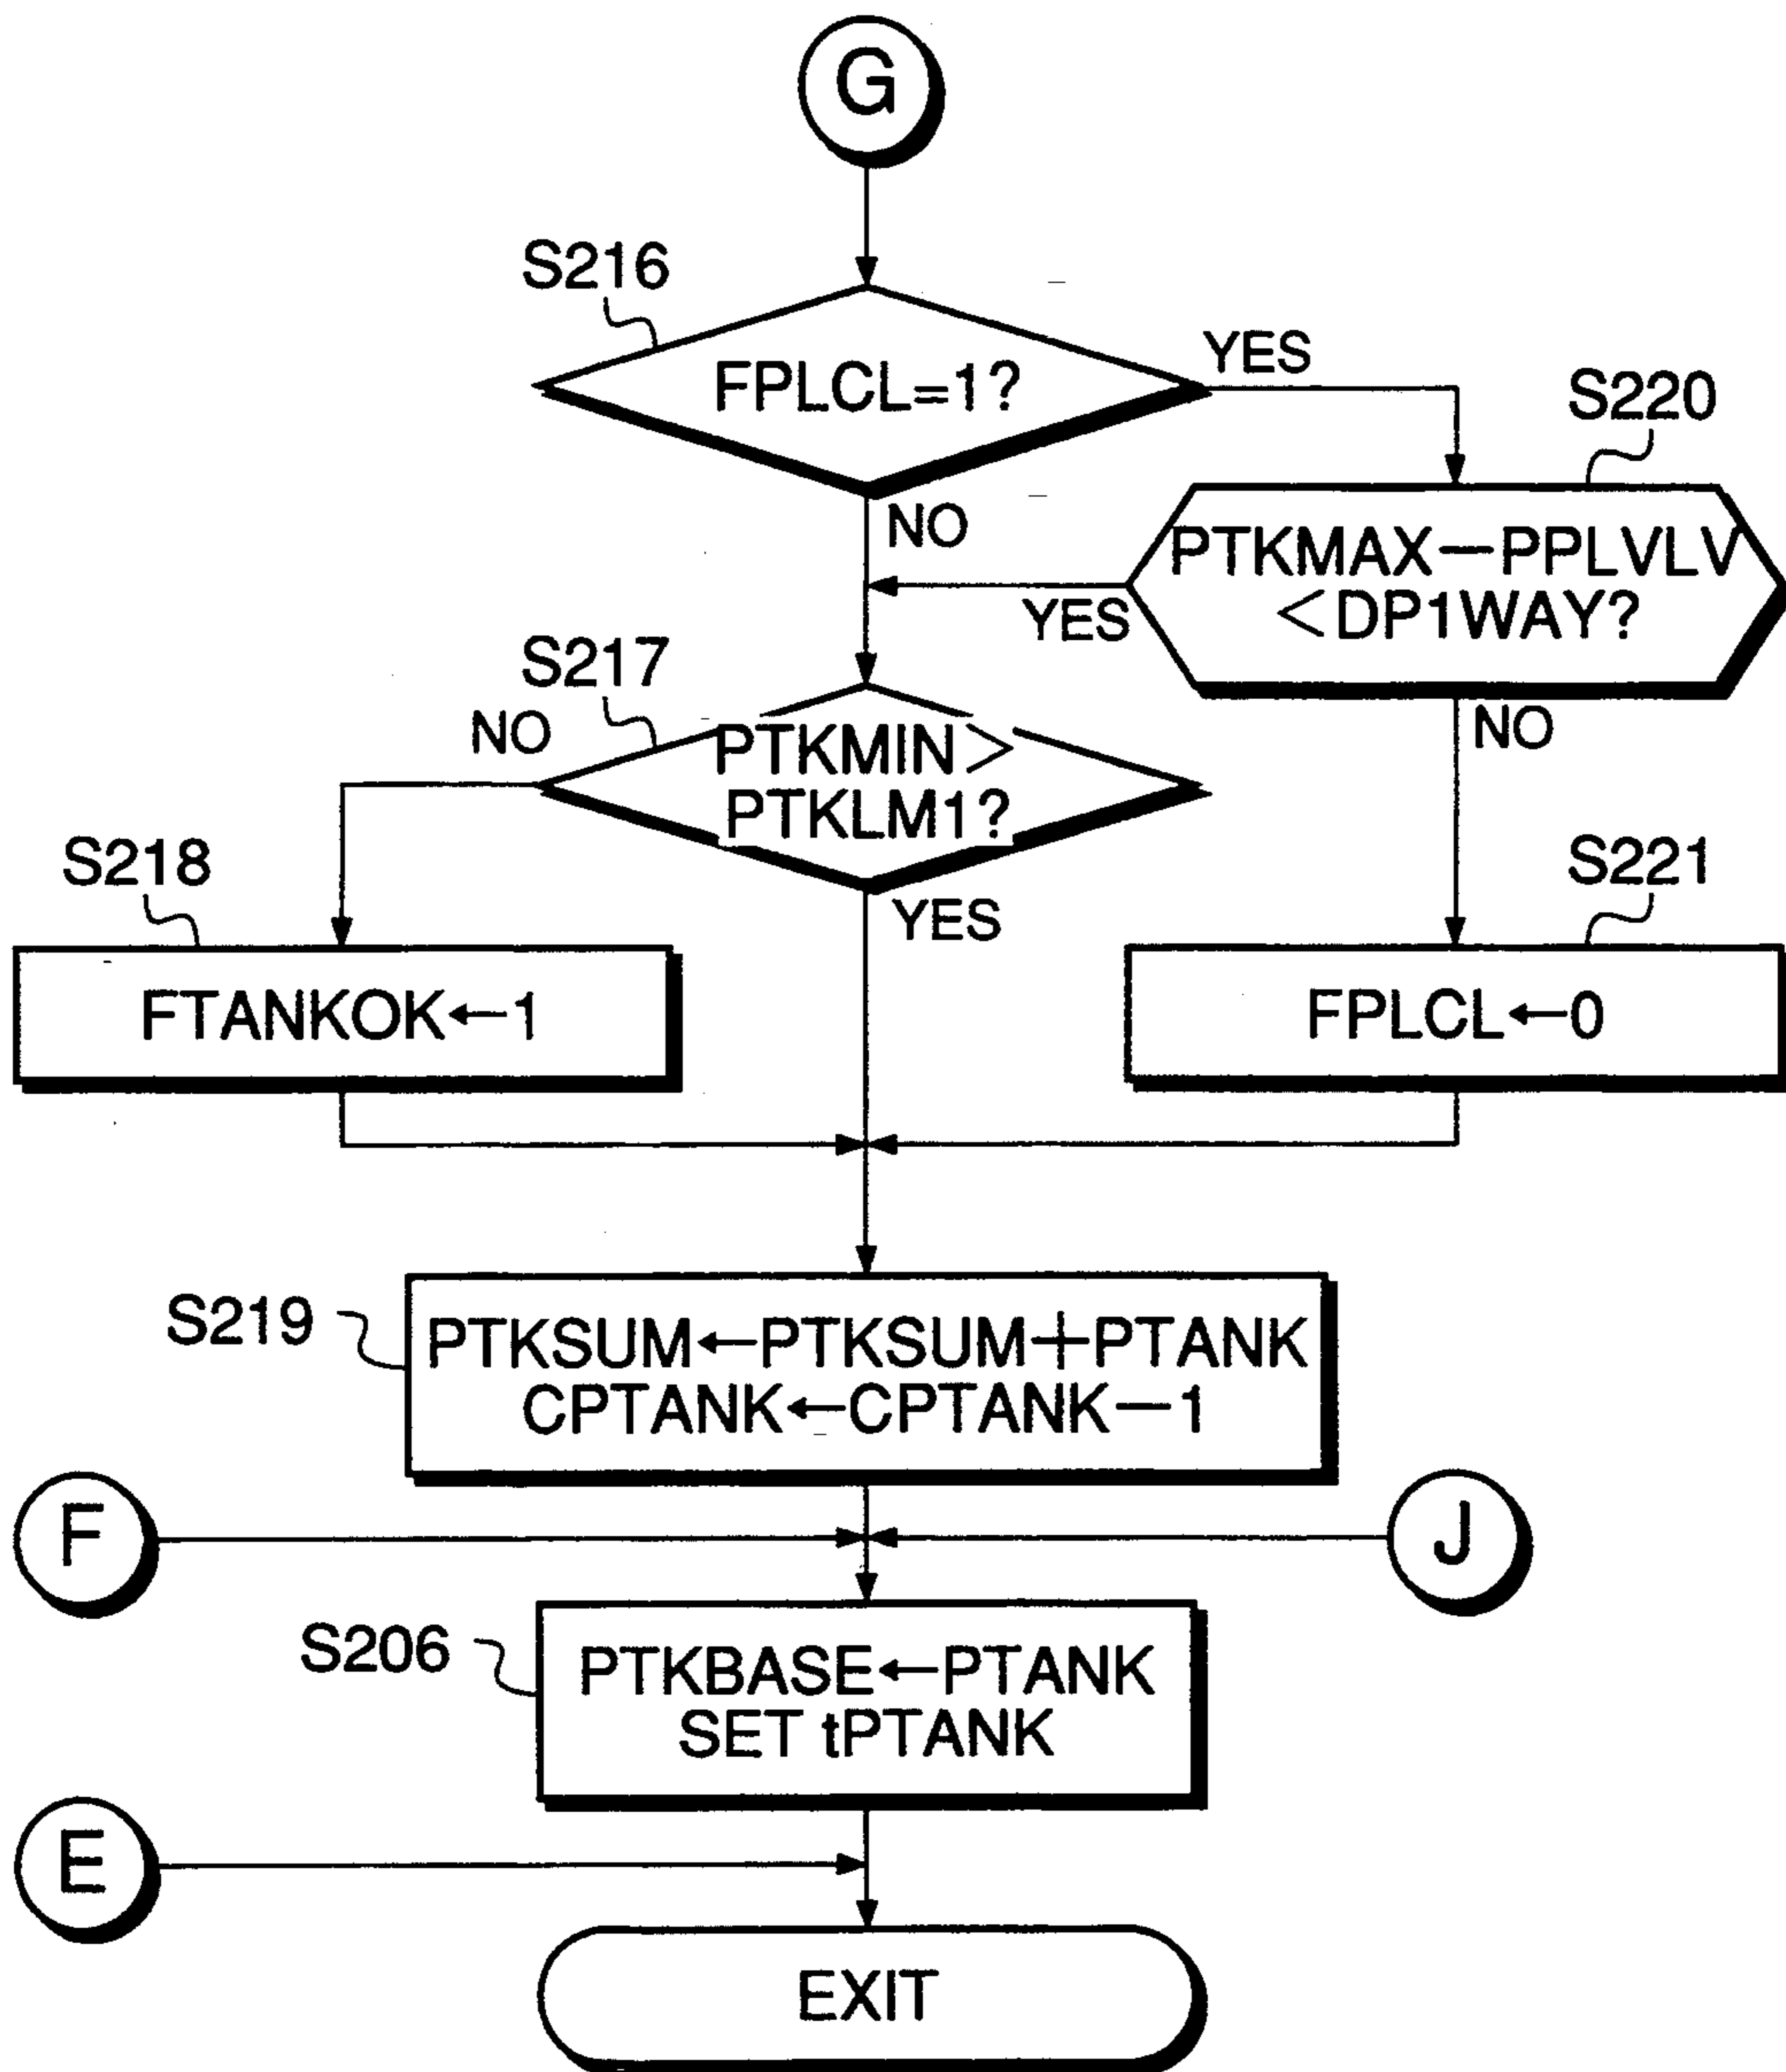 G
S216
FPLCL=1?
YES
S220
NO
PTKMAX—PPLVLV
<DP1WAY?
YES
S217
NO
PTKMIN>
PTKLM1?
NO
S218
YES
S221
FTANKOK←1
FPLCL←0
S219
PTKSUM←PTKSUM+PTANK
CPTANK←CPTANK—1
F
J
S206
PTKBASE←PTANK
SET tPTANK
E
EXIT